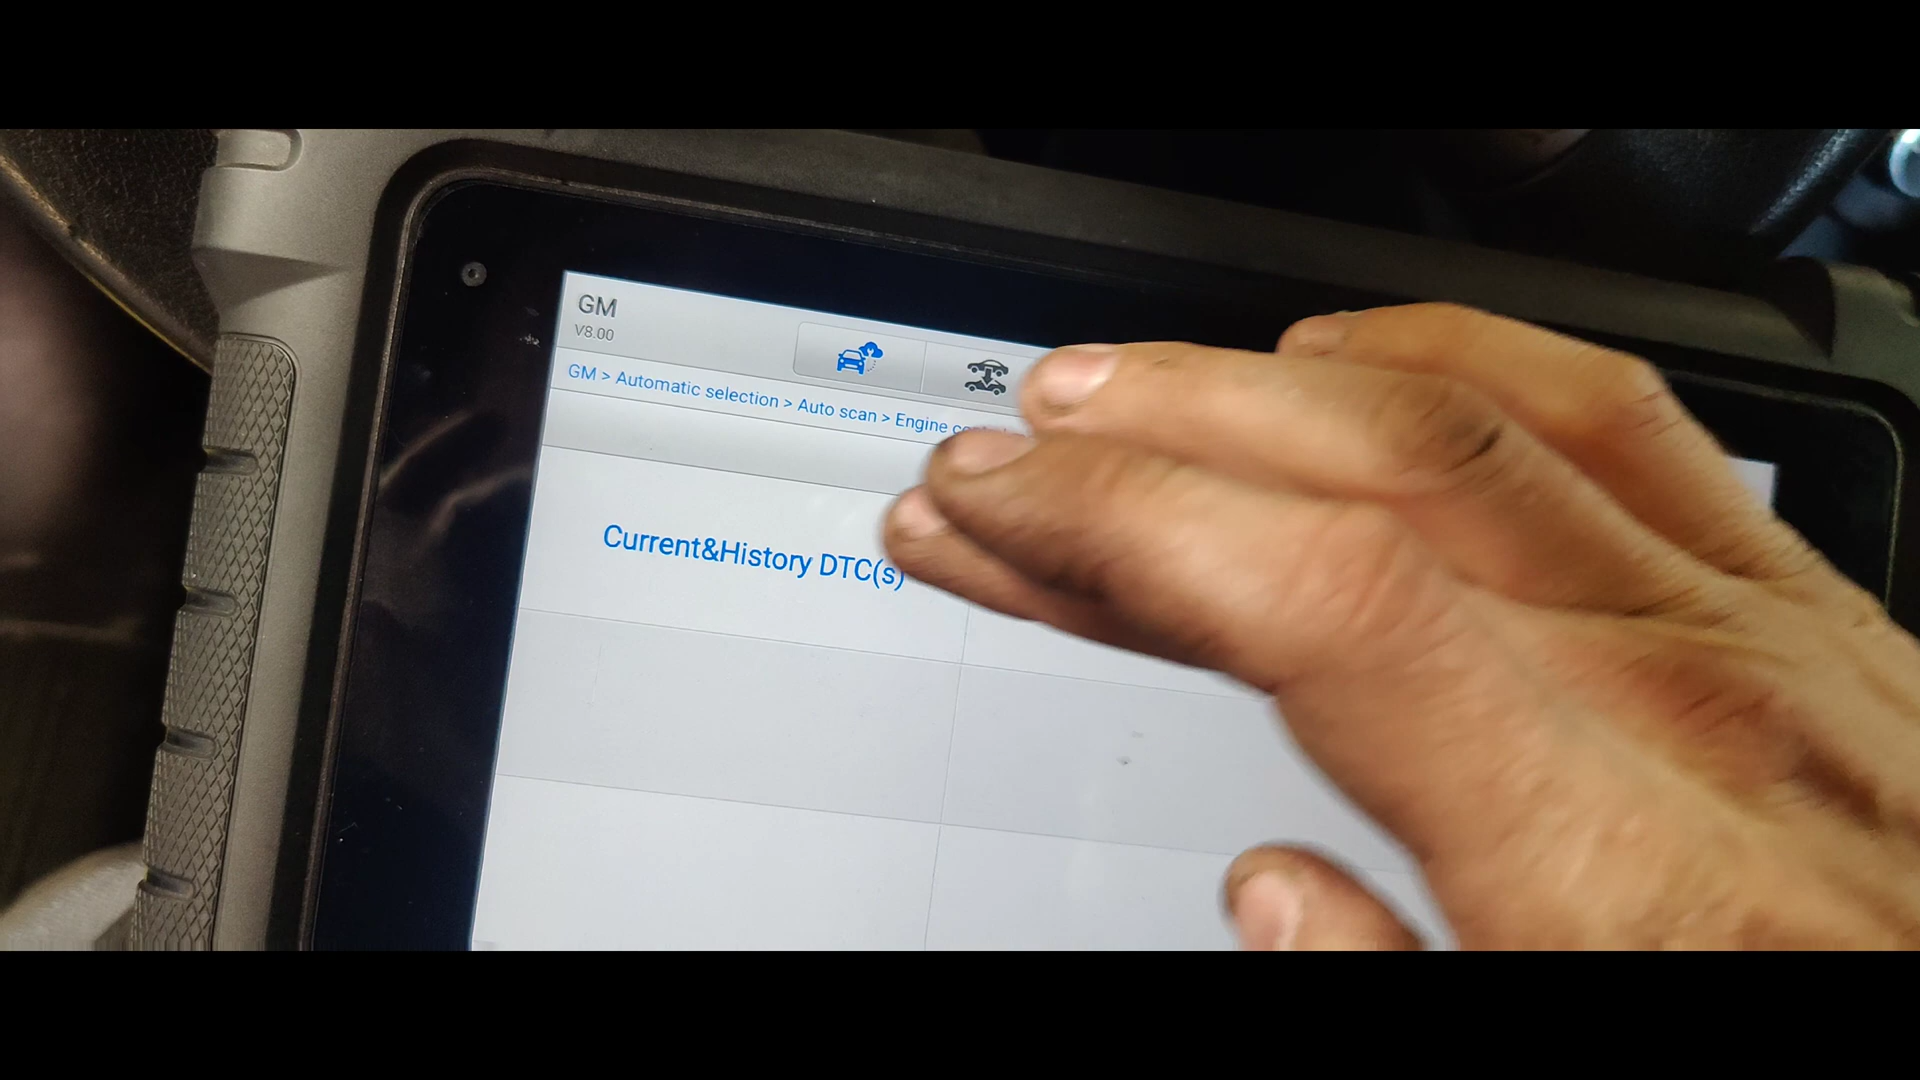 GM
V8.00
GM > Automatic selection > Auto scan > Engine
Current&History DTC(s)